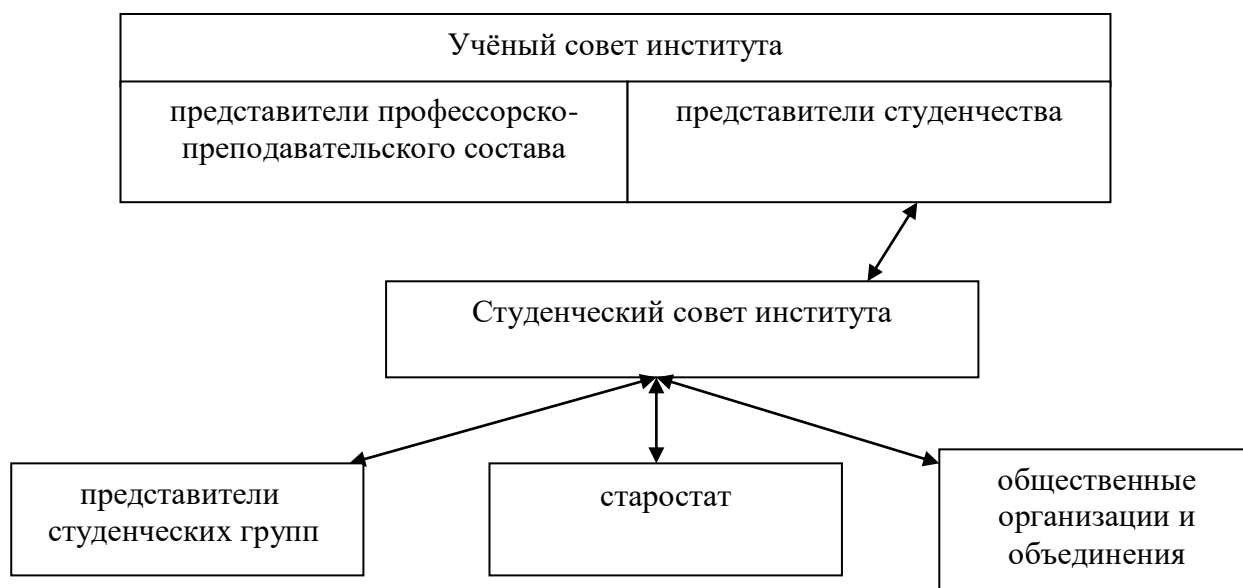 Учёный совет института
представители профессорско-
преподавательского состава
представители студенчества
Студенческий совет института
представители
студенческих групп
старостат
общественные
организации и
объединения